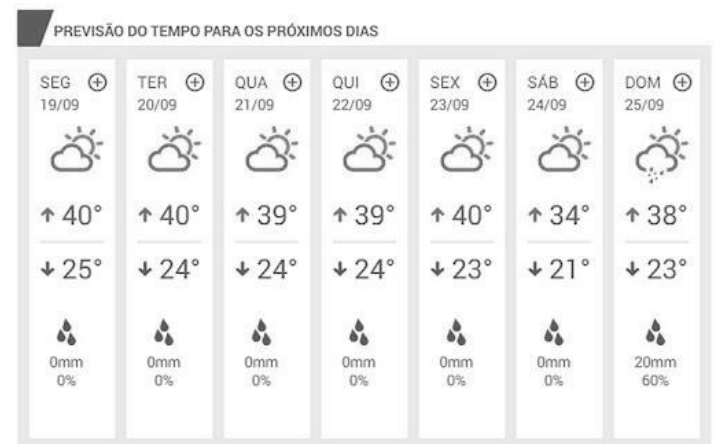 PREVISÃO DO TEMPO PARA OS PRÓXIMOS DIAS
SEG
19/09
40°
25°
0mm
0%
TER
20/09
40°
24°
0mm
0%
QUA
21/09
39°
24°
0mm
0%
QUI
22/09
39°
24°
0mm
0%
SEX
23/09
40°
23°
0mm
0%
SÁB
24/09
34°
21°
0mm
0%
DOM
25/09
38°
23°
20mm
60%